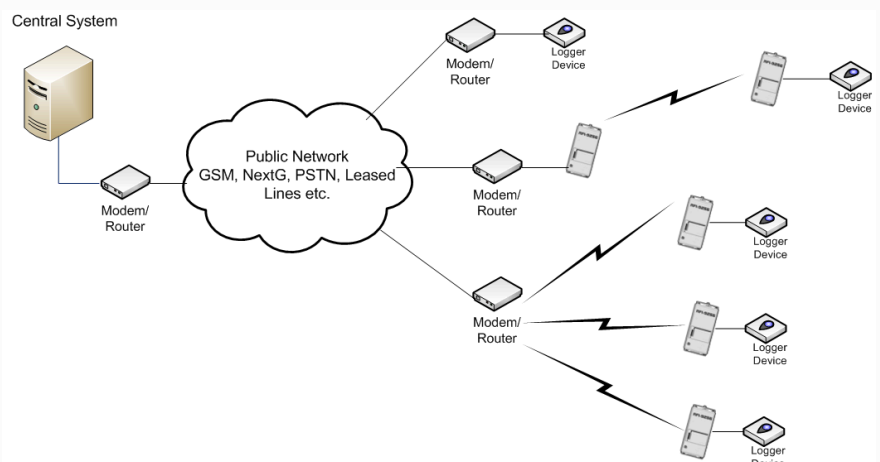 Central System
Modem/
Router
Public Network
GSM, NextG, PSTN, Leased
Lines etc.
Modem/
Router
Logger
Device
Modem/
Router
Logger
Device
Modem/
Router
Logger
Device
Logger
Device
Logger
Device